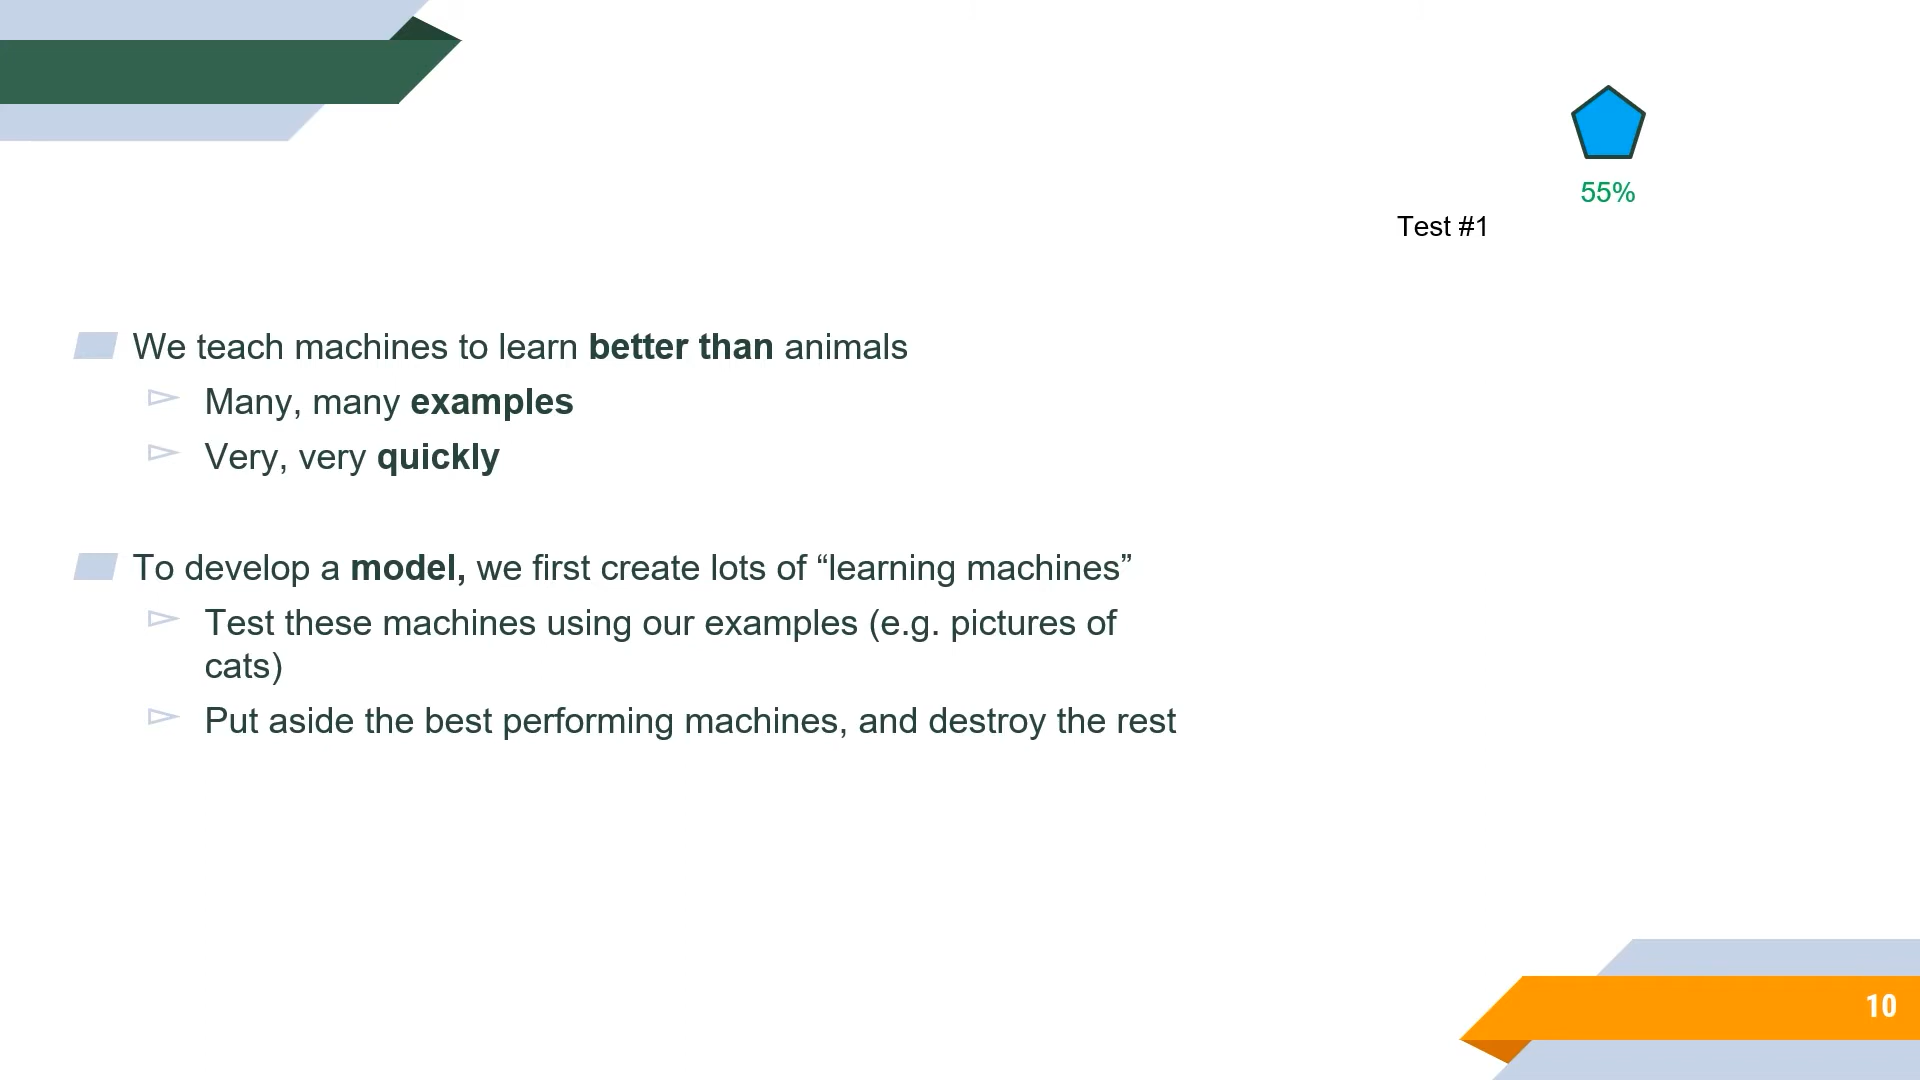 55%
Test #1
We teach machines to learn better than animals
Many, many examples
Very, very quickly
To develop a model, we first create lots of “learning machines”
Test these machines using our examples (e.g. pictures of
cats)
Put aside the best performing machines, and destroy the rest
10